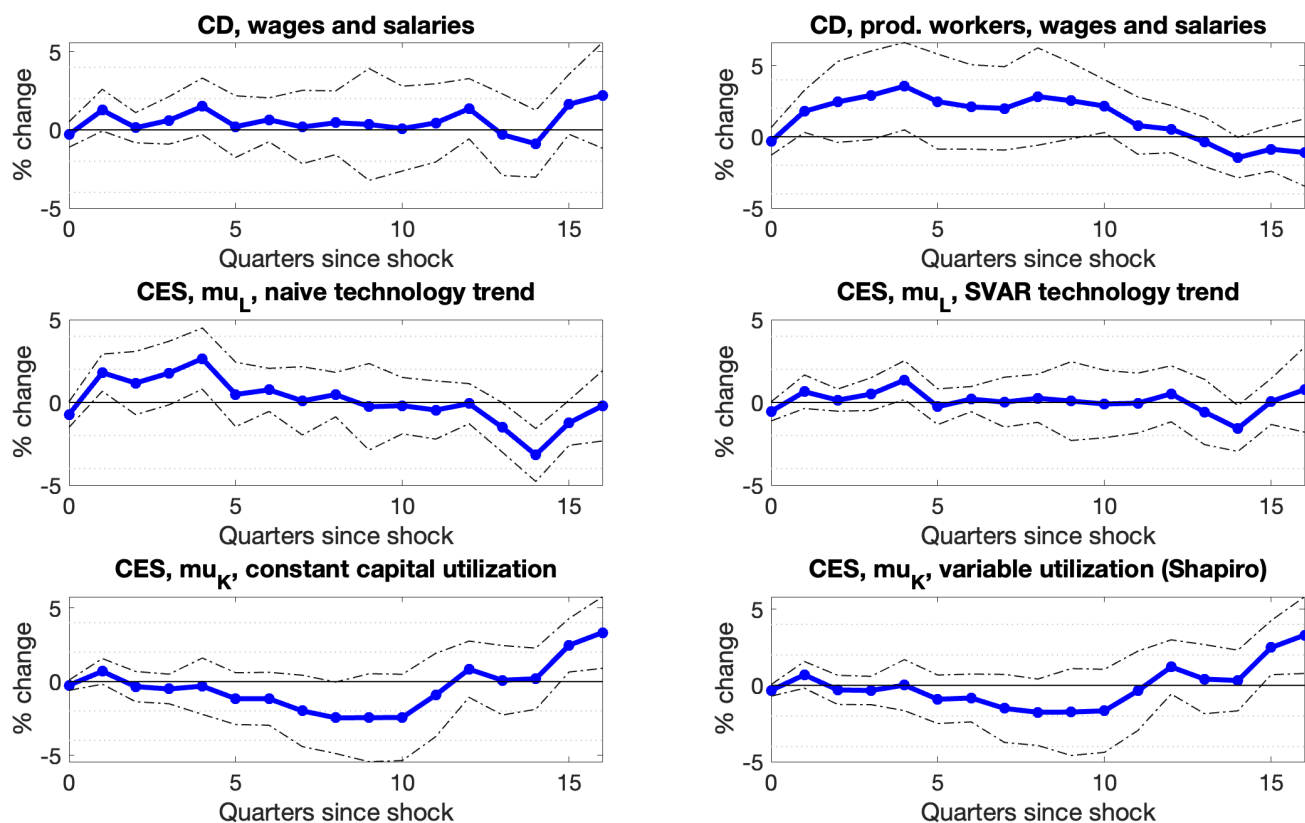 CD, wages and salaries
% change
5
0
-5
0 5 10 15
Quarters since shock
CD, prod. workers, wages and salaries
% change
5
0
-5
0 5 10 15
Quarters since shock
CES, mu_L, naive technology trend
% change
5
0
-5
0 5 10 15
Quarters since shock
CES, mu_L, SVAR technology trend
% change
5
0
-5
0 5 10 15
Quarters since shock
CES, mu_K, constant capital utilization
% change
5
0
-5
0 5 10 15
Quarters since shock
CES, mu_K, variable utilization (Shapiro)
% change
5
0
-5
0 5 10 15
Quarters since shock